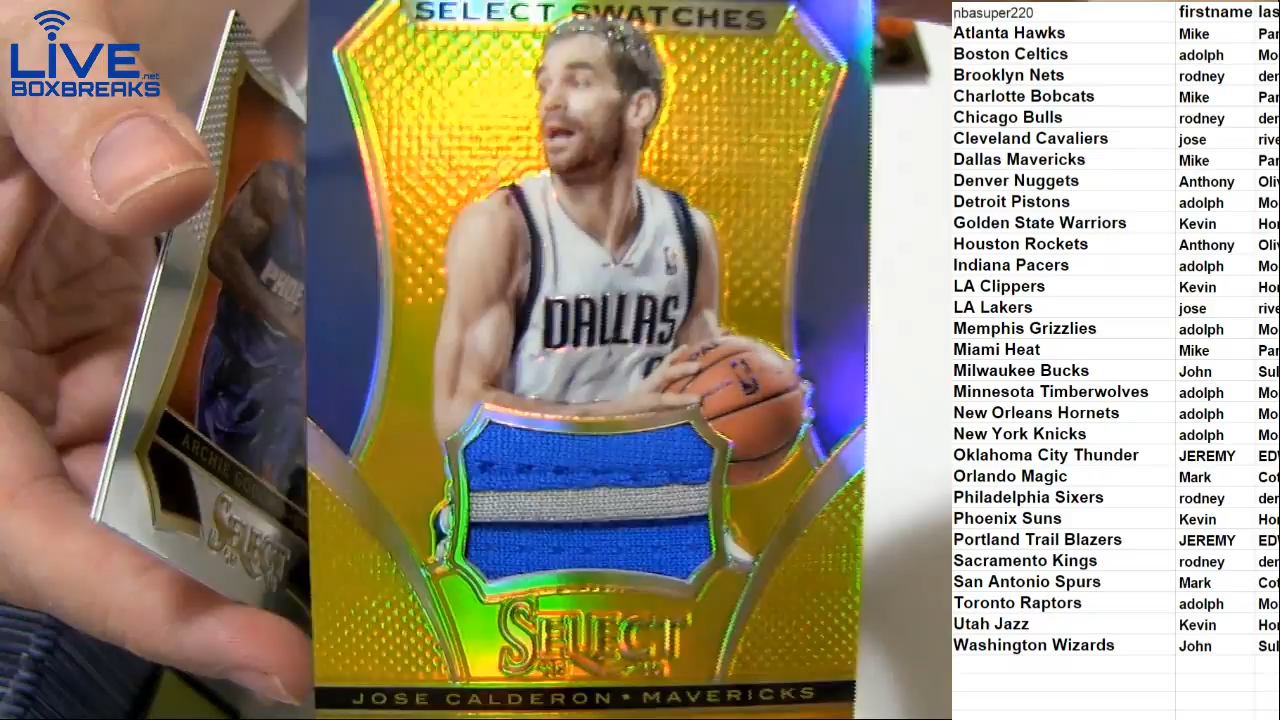 LIVE
.net
BOXBREAKS
SELECT SWATCHES
DALLAS
SELECT
JOSE CALDERON • MAVERICKS
ARCHIE
SELECT
nbasuper220 firstname
Atlanta Hawks Mike
Boston Celtics adolph
Brooklyn Nets rodney
Charlotte Bobcats Mike
Chicago Bulls rodney
Cleveland Cavaliers jose
Dallas Mavericks Mike
Denver Nuggets Anthony
Detroit Pistons adolph
Golden State Warriors Kevin
Houston Rockets Anthony
Indiana Pacers adolph
LA Clippers Kevin
LA Lakers jose
Memphis Grizzlies adolph
Miami Heat Mike
Milwaukee Bucks John
Minnesota Timberwolves adolph
New Orleans Hornets adolph
New York Knicks adolph
Oklahoma City Thunder JEREMY
Orlando Magic Mark
Philadelphia Sixers rodney
Phoenix Suns Kevin
Portland Trail Blazers JEREMY
Sacramento Kings rodney
San Antonio Spurs Mark
Toronto Raptors adolph
Utah Jazz Kevin
Washington Wizards John